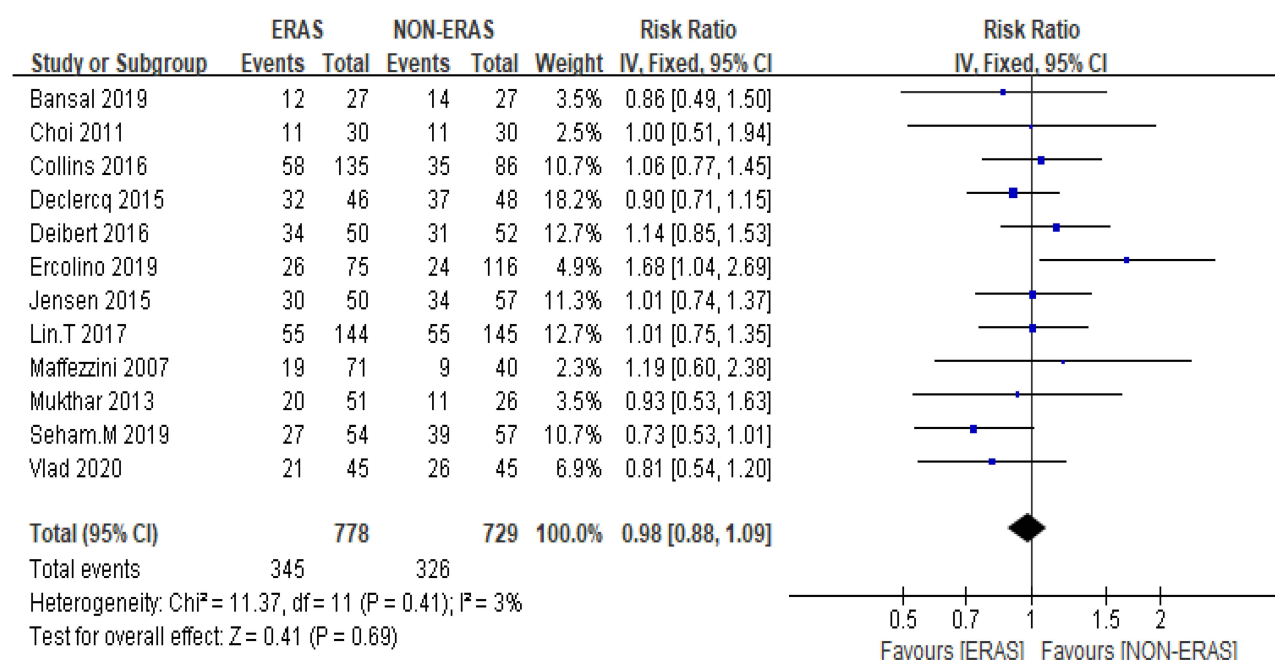 ERAS NON-ERAS Risk Ratio Risk Ratio
Study or Subgroup Events Total Events Total Weight IV, Fixed, 95% CI IV, Fixed, 95% CI
Bansal 2019 12 27 14 27 3.5% 0.86 [0.49, 1.50]
Choi 2011 11 30 11 30 2.5% 1.00 [0.51, 1.94]
Collins 2016 58 135 35 86 10.7% 1.06 [0.77, 1.45]
Declercq 2015 32 46 37 48 18.2% 0.90 [0.71, 1.15]
Deibert 2016 34 50 31 52 12.7% 1.14 [0.85, 1.53]
Ercolino 2019 26 75 24 116 4.9% 1.68 [1.04, 2.69]
Jensen 2015 30 50 34 57 11.3% 1.01 [0.74, 1.37]
Lin.T 2017 55 144 55 145 12.7% 1.01 [0.75, 1.35]
Maffezzini 2007 19 71 9 40 2.3% 1.19 [0.60, 2.38]
Mukthar 2013 20 51 11 26 3.5% 0.93 [0.53, 1.63]
Seham.M 2019 27 54 39 57 10.7% 0.73 [0.53, 1.01]
Vlad 2020 21 45 26 45 6.9% 0.81 [0.54, 1.20]
Total (95% CI) 778 729 100.0% 0.98 [0.88, 1.09]
Total events 345 326
Heterogeneity: Chi² = 11.37, df = 11 (P = 0.41); I² = 3%
Test for overall effect: Z = 0.41 (P = 0.69)
0.5 0.7 1 1.5 2
Favours [ERAS] Favours [NON-ERAS]